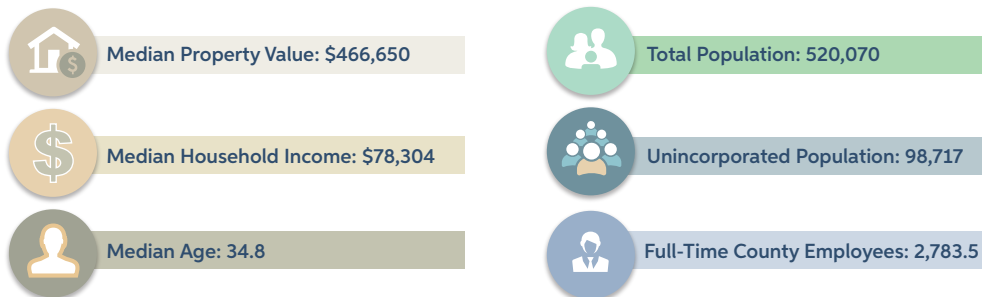 Median Property Value: $466,650
Total Population: 520,070
Median Household Income: $78,304
Unincorporated Population: 98,717
Median Age: 34.8
Full-Time County Employees: 2,783.5